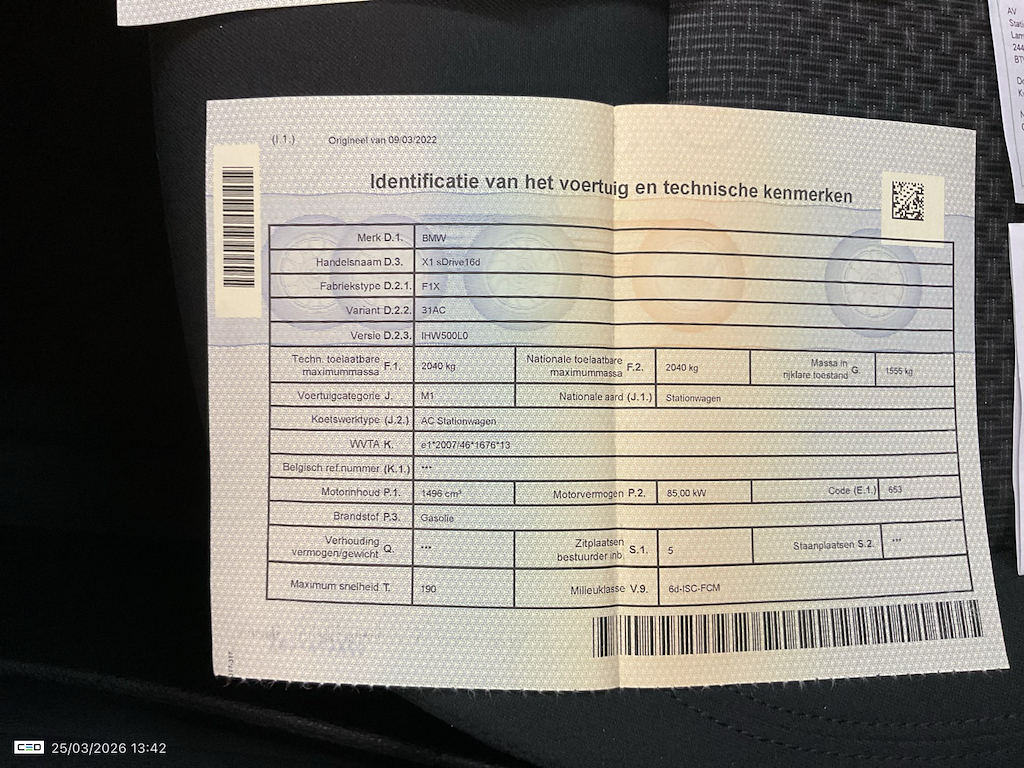 (I.1.) Origineel van 09/03/2022
Identificatie van het voertuig en technische kenmerken
Merk D.1. BMW
Handelsnaam D.3. X1 sDrive16d
Fabriekstype D.2.1. F1X
Variant D.2.2. 31AC
Versie D.2.3. IHW500L0
Techn. toelaatbare maximummassa F.1. 2040 kg Nationale toelaatbare maximummassa F.2. 2040 kg Massa in rijklare toestand G. 1555 kg
Voertuigcategorie J. M1 Nationale aard (J.1.) Stationwagen
Koetswerktype (J.2.) AC Stationwagen
WVTA K. e1*2007/46*1676*13
Belgisch ref.nummer (K.1.) ***
Motorinhoud P.1. 1496 cm³ Motorvermogen P.2. 85,00 kW Code (E.1.) 653
Brandstof P.3. Gasolie
Verhouding vermogen/gewicht Q. *** Zitplaatsen bestuurder inb. S.1. 5 Staanplaatsen S.2. ***
Maximum snelheid T. 190 Milieuklasse V.9. 6d-ISC-FCM
AV
244
CEO 25/03/2026 13:42